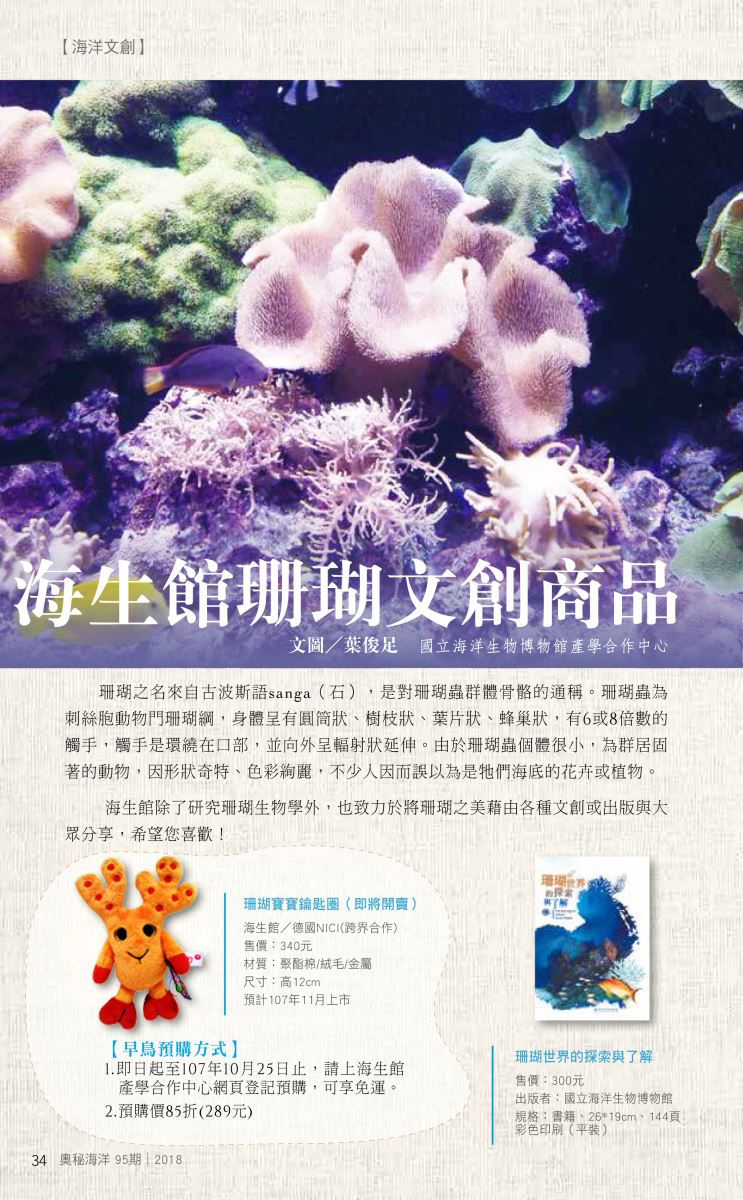 【海洋文創】
海生館珊瑚文創商品
文圖／葉俊足　國立海洋生物博物館產學合作中心
珊瑚之名來自古波斯語sanga（石），是對珊瑚蟲群體骨骼的通稱。珊瑚蟲為
刺絲胞動物門珊瑚綱，身體呈有圓筒狀、樹枝狀、葉片狀、蜂巢狀，有6或8倍數的
觸手，觸手是環繞在口部，並向外呈輻射狀延伸。由於珊瑚蟲個體很小，為群居固
著的動物，因形狀奇特、色彩絢麗，不少人因而誤以為是牠們海底的花卉或植物。
海生館除了研究珊瑚生物學外，也致力於將珊瑚之美藉由各種文創或出版與大
眾分享，希望您喜歡！
珊瑚寶寶鑰匙圈（即將開賣）
海生館／德國NICI(跨界合作)
售價：340元
材質：聚酯棉/絨毛/金屬
尺寸：高12cm
預計107年11月上市
【早鳥預購方式】
1.即日起至107年10月25日止，請上海生館
產學合作中心網頁登記預購，可享免運。
2.預購價85折(289元)
珊瑚世界
的探索
與了解
珊瑚世界的探索與了解
售價：300元
出版者：國立海洋生物博物館
規格：書籍、26*19cm、144頁
彩色印刷（平裝）
34 奧秘海洋 95期｜2018